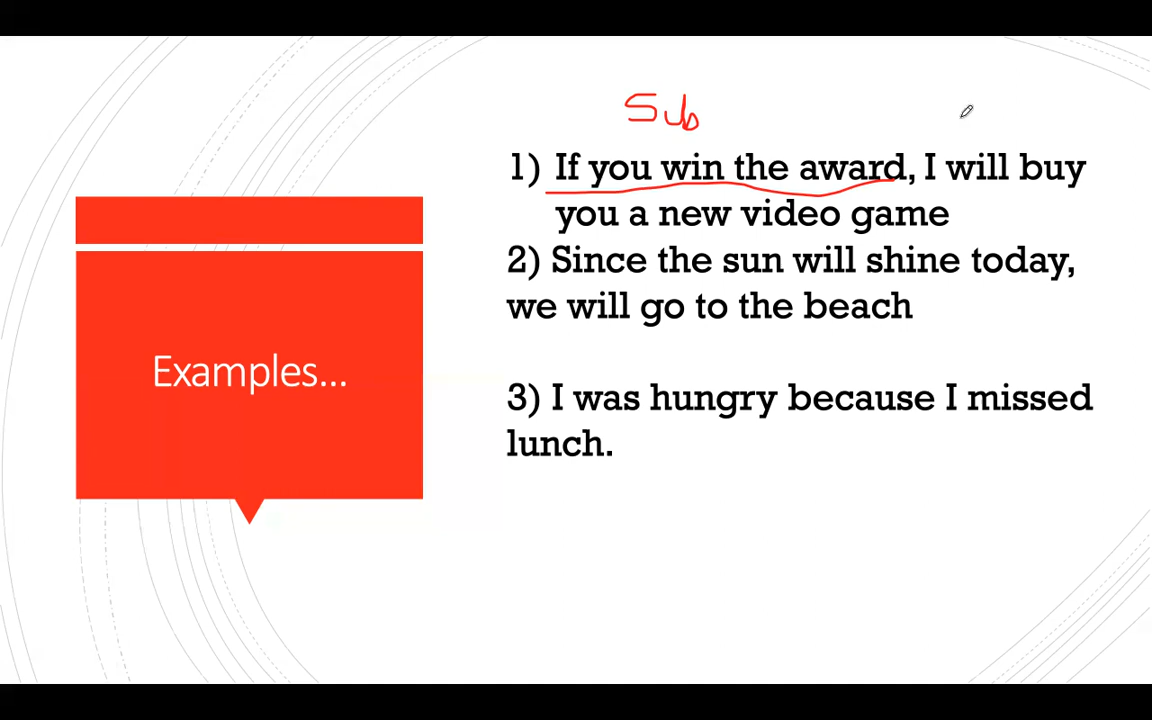 Sub
1) If you win the award, I will buy
you a new video game
2) Since the sun will shine today,
we will go to the beach
Examples...
3) I was hungry because I missed
lunch.